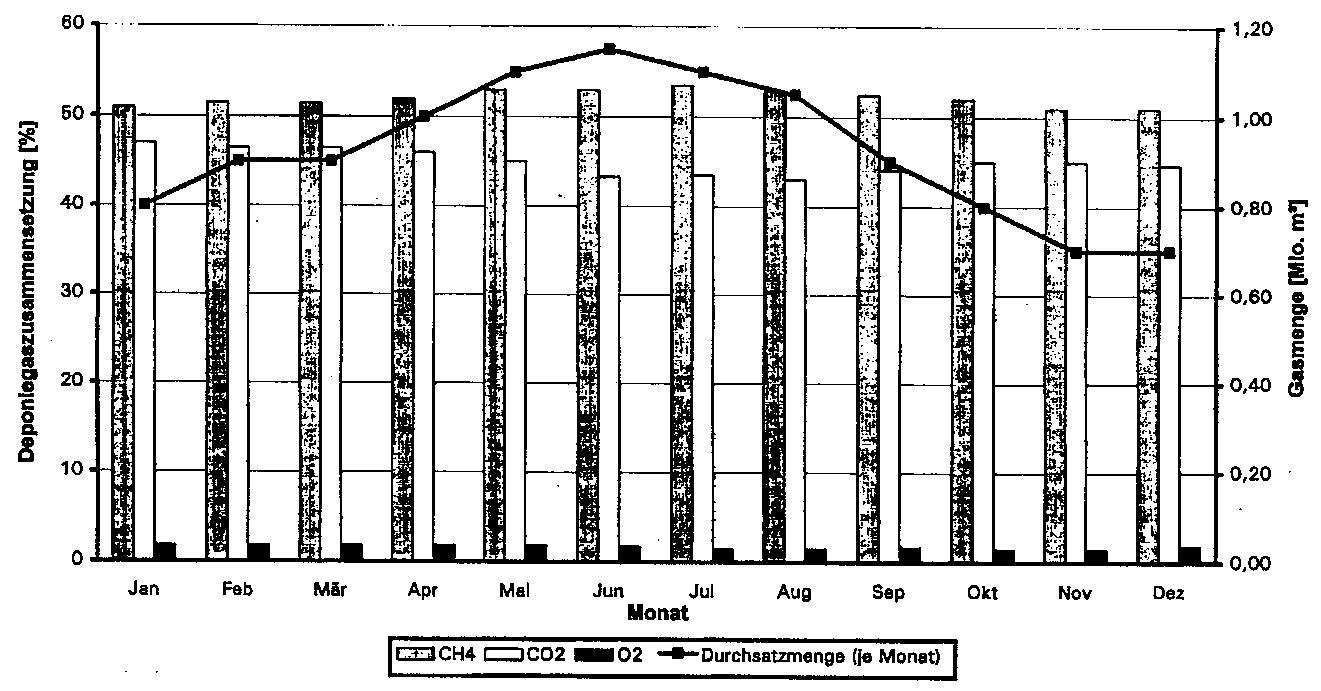 60
50
40
30
20
10
0
Deponiegaszusammensetzung [%]
1,20
1,00
0,80
0,60
0,40
0,20
0,00
Gasmenge [Mio. m³]
Jan Feb Mär Apr Mai Jun Jul Aug Sep Okt Nov Dez
Monat
CH4 CO2 O2 Durchsatzmenge (je Monat)